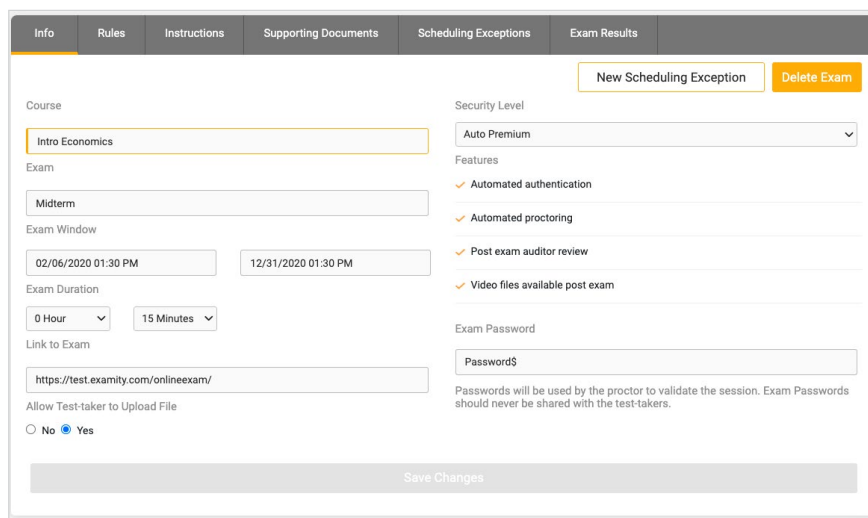 Info
Rules
Instructions
Supporting Documents
Scheduling Exceptions
Exam Results
New Scheduling Exception
Delete Exam
Course
Intro Economics
Exam
Midterm
Exam Window
02/06/2020 01:30 PM
12/31/2020 01:30 PM
Exam Duration
0 Hour
15 Minutes
Link to Exam
https://test.examity.com/onlineexam/
Allow Test-taker to Upload File
No
Yes
Security Level
Auto Premium
Features
Automated authentication
Automated proctoring
Post exam auditor review
Video files available post exam
Exam Password
Password$
Passwords will be used by the proctor to validate the session. Exam Passwords
should never be shared with the test-takers.
Save Changes